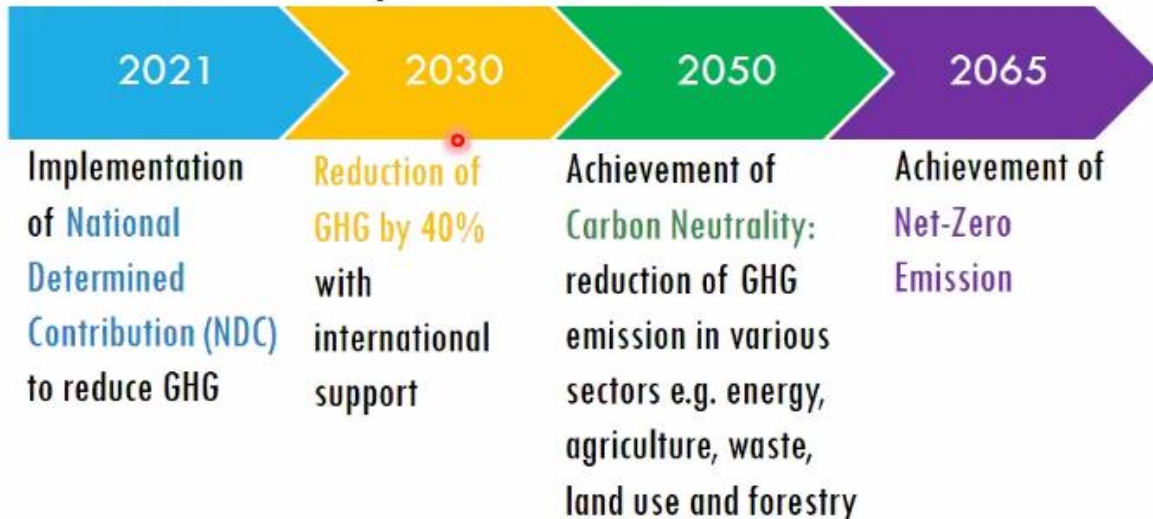 2021
2030
2050
2065
Implementation
of National
Determined
Contribution (NDC)
to reduce GHG
Reduction of
GHG by 40%
with
international
support
Achievement of
Carbon Neutrality:
reduction of GHG
emission in various
sectors e.g. energy,
agriculture, waste,
land use and forestry
Achievement of
Net-Zero
Emission